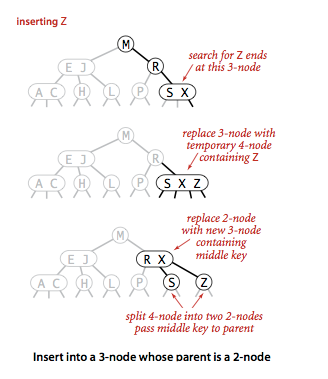 inserting Z
M
search for Z ends
at this 3-node
E J
R
A C H L P S X
M
replace 3-node with
temporary 4-node
containing Z
E J
R
A C H L P S X Z
replace 2-node
with new 3-node
containing
middle key
M
E J
R X
A C H L P S Z
split 4-node into two 2-nodes
pass middle key to parent
Insert into a 3-node whose parent is a 2-node